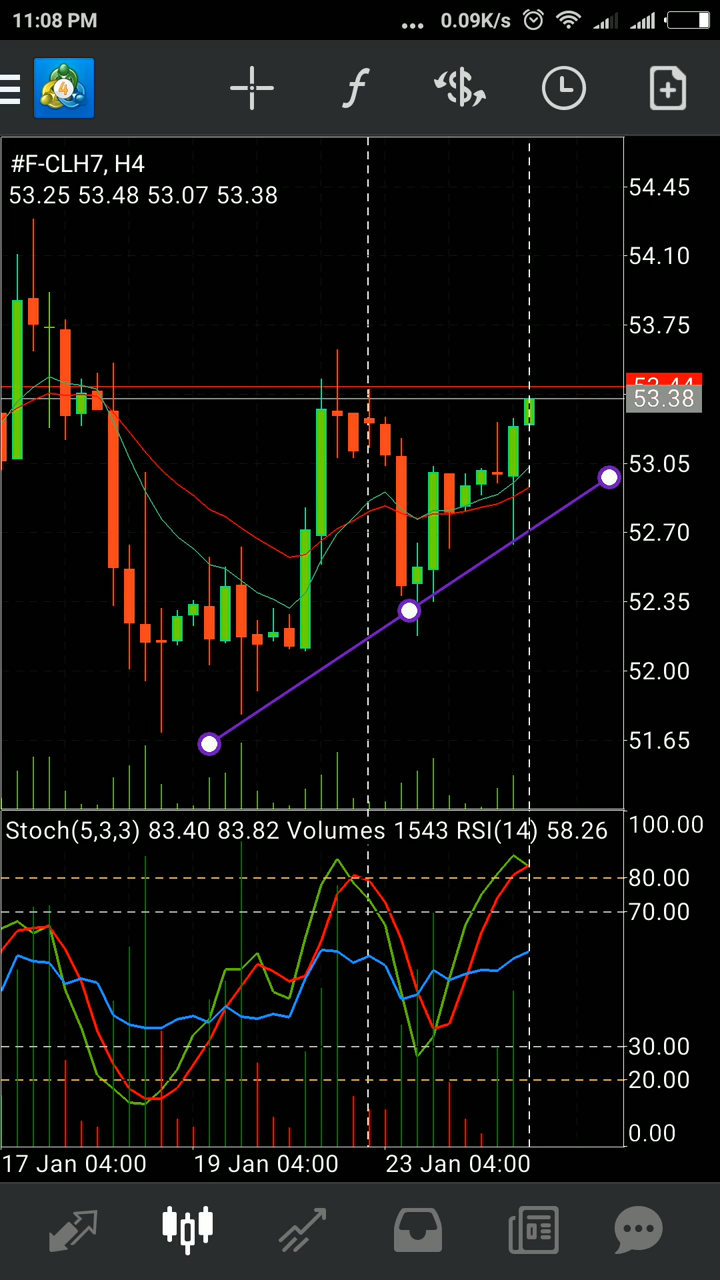 11:08 PM
... 0.09K/s
4
f
$
#F-CLH7, H4
53.25 53.48 53.07 53.38
54.45
54.10
53.75
53.44
53.38
53.05
52.70
52.35
52.00
51.65
Stoch(5,3,3) 83.40 83.82 Volumes 1543 RSI(14) 58.26
100.00
80.00
70.00
30.00
20.00
0.00
17 Jan 04:00 19 Jan 04:00 23 Jan 04:00